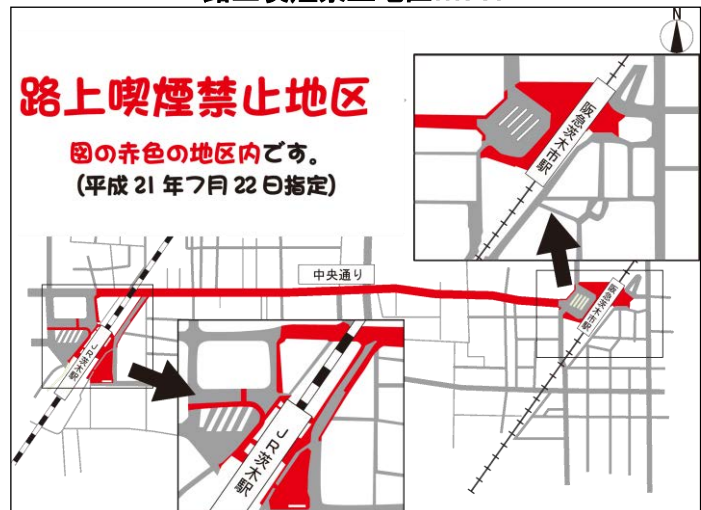 N
路上喫煙禁止地区
図の赤色の地区内です。
(平成21年7月22日指定)
阪急茨木市駅
中央通り
阪急茨木市駅
JR茨木駅
JR茨木駅